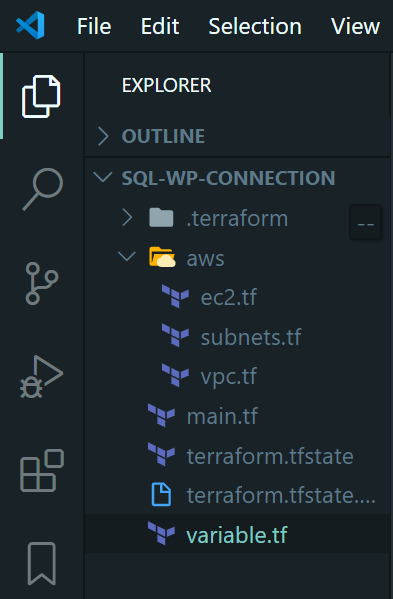 File Edit Selection View
EXPLORER
OUTLINE
SQL-WP-CONNECTION
.terraform
--
aws
ec2.tf
subnets.tf
vpc.tf
main.tf
terraform.tfstate
terraform.tfstate....
variable.tf